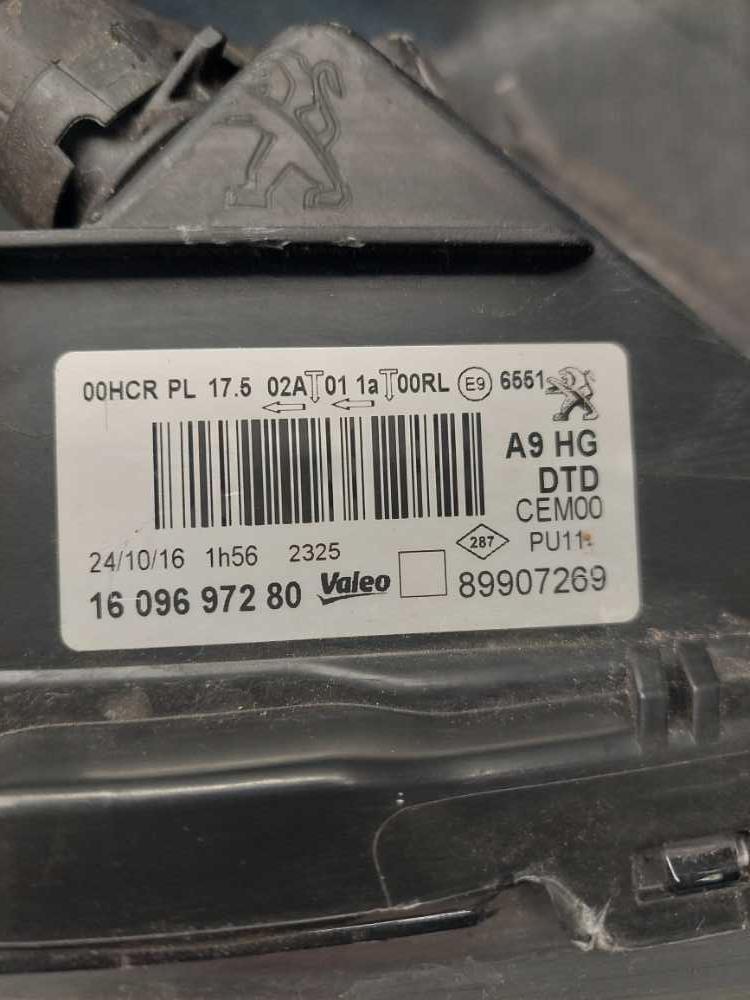 00HCR PL 17.5 02A 01 1a 00RL E9 6551
A9 HG
DTD
CEM00
287 PU11
24/10/16 1h56 2325
16 096 972 80 Valeo 89907269